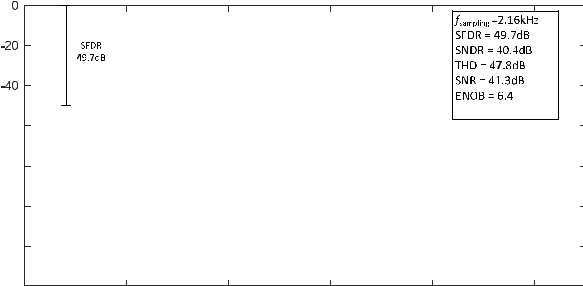 0
-20
-40
SFDR
49.7dB
fsampling =2.16kHz
SFDR = 49.7dB
SNDR = 40.4dB
THD = 47.8dB
SNR = 41.3dB
ENOB = 6.4